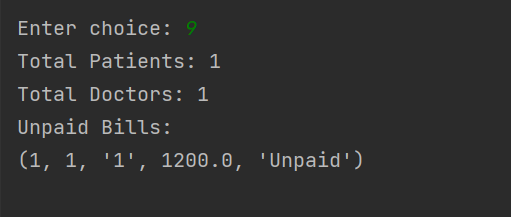 Enter choice: 9
Total Patients: 1
Total Doctors: 1
Unpaid Bills:
(1, 1, '1', 1200.0, 'Unpaid')